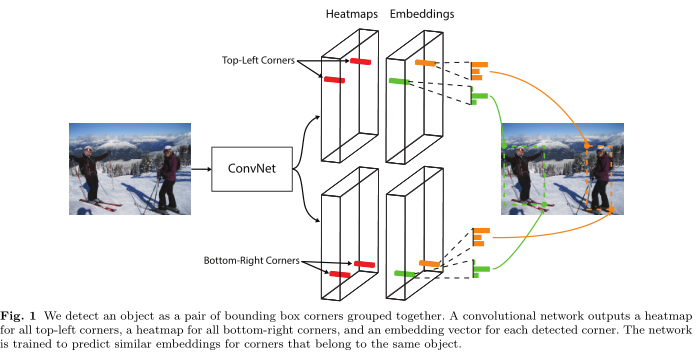 Heatmaps Embeddings
Top-Left Corners
ConvNet
Bottom-Right Corners
Fig. 1 We detect an object as a pair of bounding box corners grouped together. A convolutional network outputs a heatmap
for all top-left corners, a heatmap for all bottom-right corners, and an embedding vector for each detected corner. The network
is trained to predict similar embeddings for corners that belong to the same object.